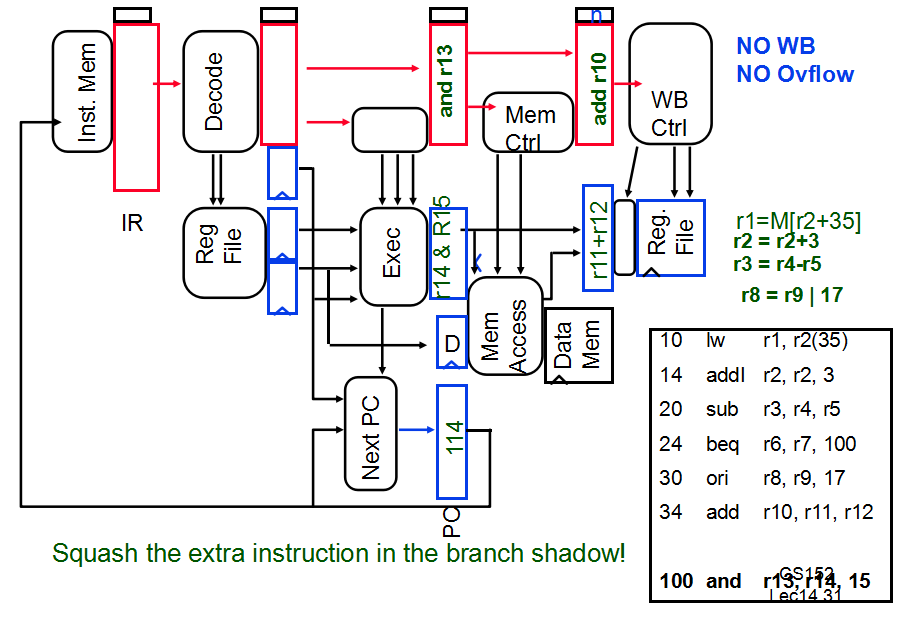 n
Inst. Mem
Decode
and r13
add r10
WB
Ctrl
Mem
Ctrl
NO WB
NO Ovflow
IR
Reg
File
Exec
r14 & R15
X
r11+r12
Reg.
File
r1=M[r2+35]
r2 = r2+3
r3 = r4-r5
r8 = r9 | 17
D
Mem
Access
Data
Mem
Next PC
114
PC
10 lw r1, r2(35)
14 addI r2, r2, 3
20 sub r3, r4, r5
24 beq r6, r7, 100
30 ori r8, r9, 17
34 add r10, r11, r12
100 and r13, r14, 15
CS152
Lec14.31
Squash the extra instruction in the branch shadow!